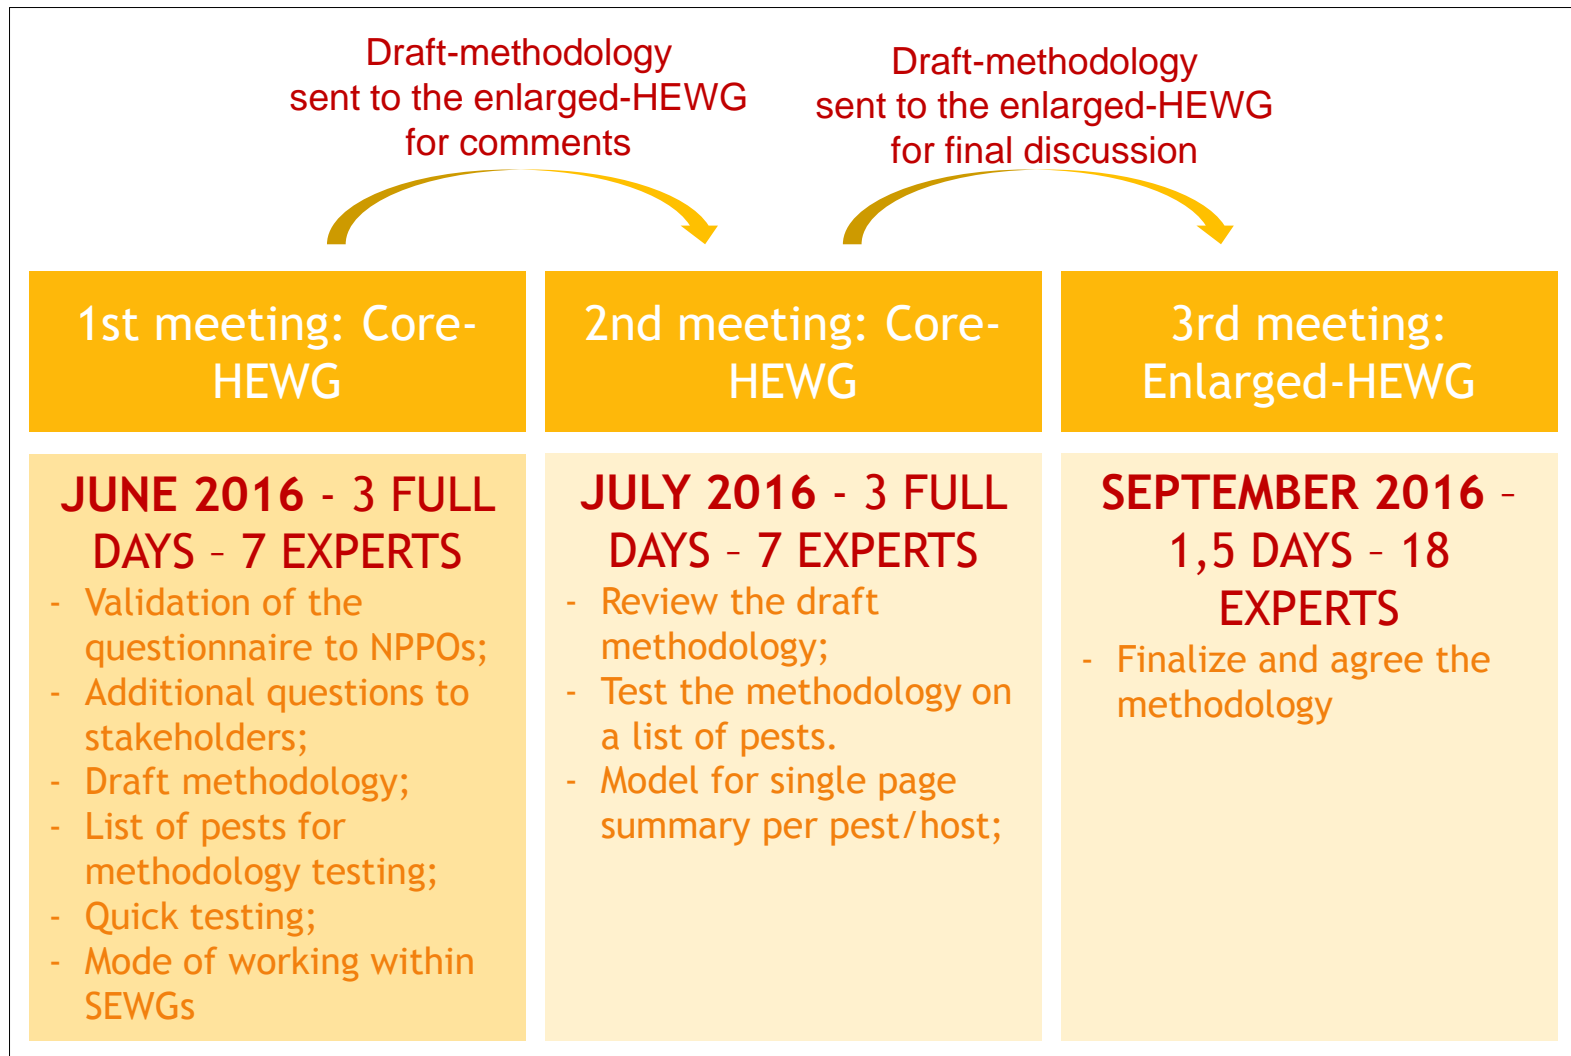 Draft-methodology
sent to the enlarged-HEWG
for comments
Draft-methodology
sent to the enlarged-HEWG
for final discussion
1st meeting: Core-
HEWG
2nd meeting: Core-
HEWG
3rd meeting:
Enlarged-HEWG
JUNE 2016 - 3 FULL
DAYS – 7 EXPERTS
- Validation of the
questionnaire to NPPOs;
- Additional questions to
stakeholders;
- Draft methodology;
- List of pests for
methodology testing;
- Quick testing;
- Mode of working within
SEWGs
JULY 2016 - 3 FULL
DAYS – 7 EXPERTS
- Review the draft
methodology;
- Test the methodology on
a list of pests.
- Model for single page
summary per pest/host;
SEPTEMBER 2016 –
1,5 DAYS – 18
EXPERTS
- Finalize and agree the
methodology